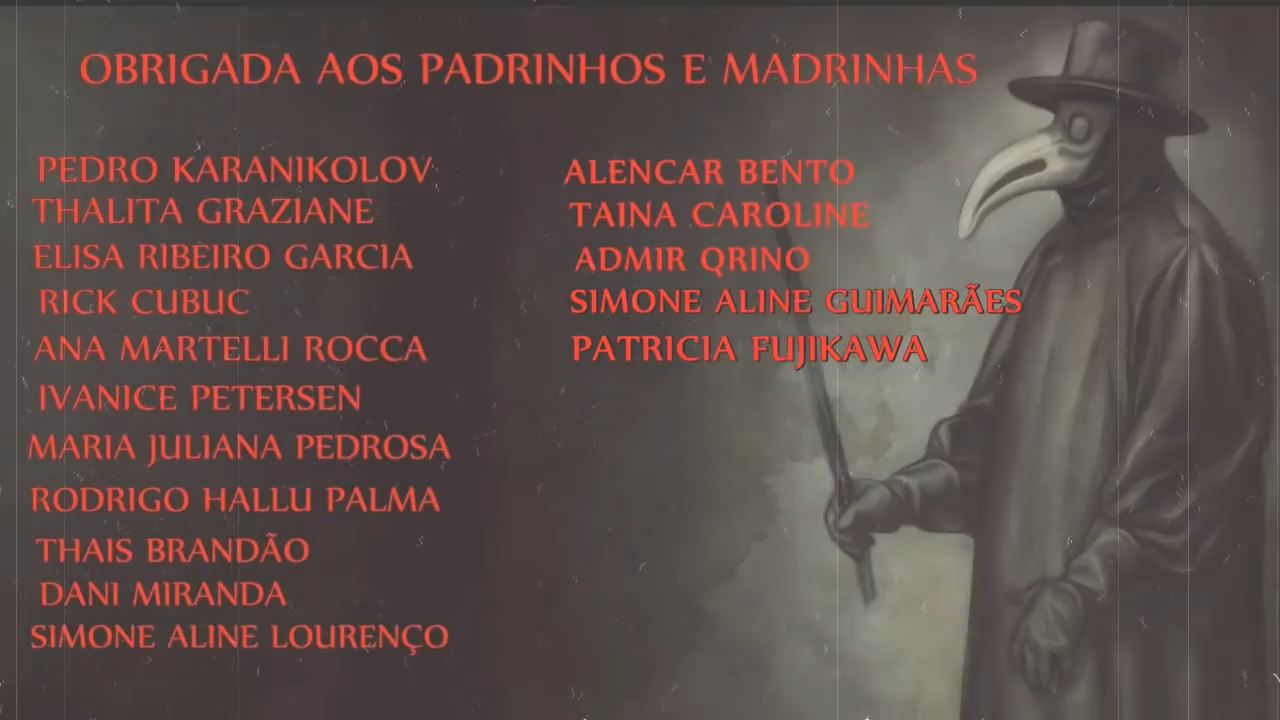 OBRIGADA AOS PADRINHOS E MADRINHAS
PEDRO KARANIKOLOV
THALITA GRAZIANE
ELISA RIBEIRO GARCIA
RICK CUBUC
ANA MARTELLI ROCCA
IVANICE PETERSEN
MARIA JULIANA PEDROSA
RODRIGO HALLU PALMA
THAIS BRANDÃO
DANI MIRANDA
SIMONE ALINE LOURENÇO
ALENCAR BENTO
TAINA CAROLINE
ADMIR QRINO
SIMONE ALINE GUIMARÃES
PATRICIA FUJIKAWA